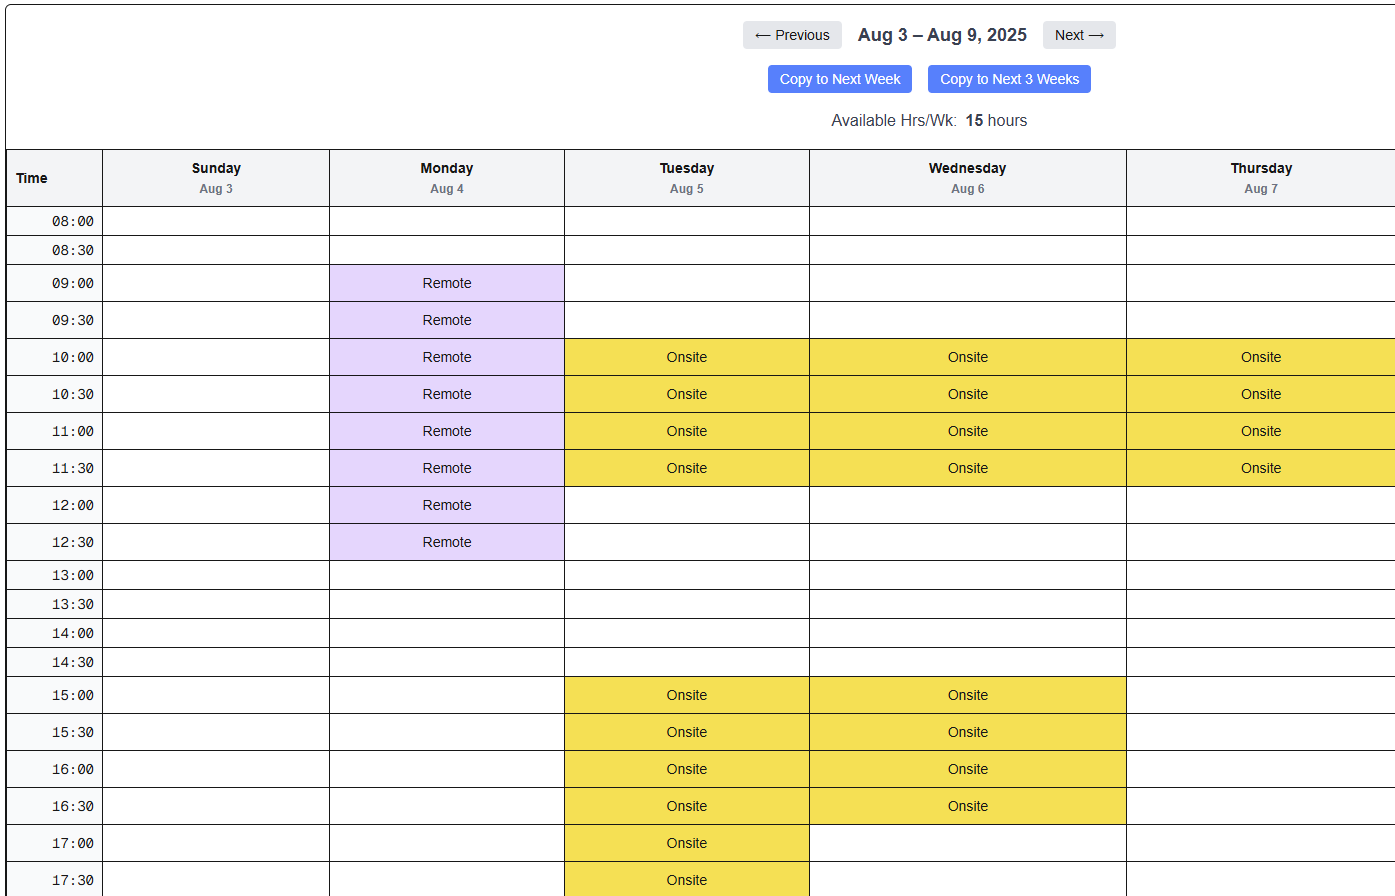 ← Previous Aug 3 – Aug 9, 2025 Next →
Copy to Next Week Copy to Next 3 Weeks
Available Hrs/Wk: 15 hours
Time Sunday Monday Tuesday Wednesday Thursday
Aug 3 Aug 4 Aug 5 Aug 6 Aug 7
08:00
08:30
09:00 Remote
09:30 Remote
10:00 Remote Onsite Onsite Onsite
10:30 Remote Onsite Onsite Onsite
11:00 Remote Onsite Onsite Onsite
11:30 Remote Onsite Onsite Onsite
12:00 Remote
12:30 Remote
13:00
13:30
14:00
14:30
15:00 Onsite Onsite
15:30 Onsite Onsite
16:00 Onsite Onsite
16:30 Onsite Onsite
17:00 Onsite
17:30 Onsite